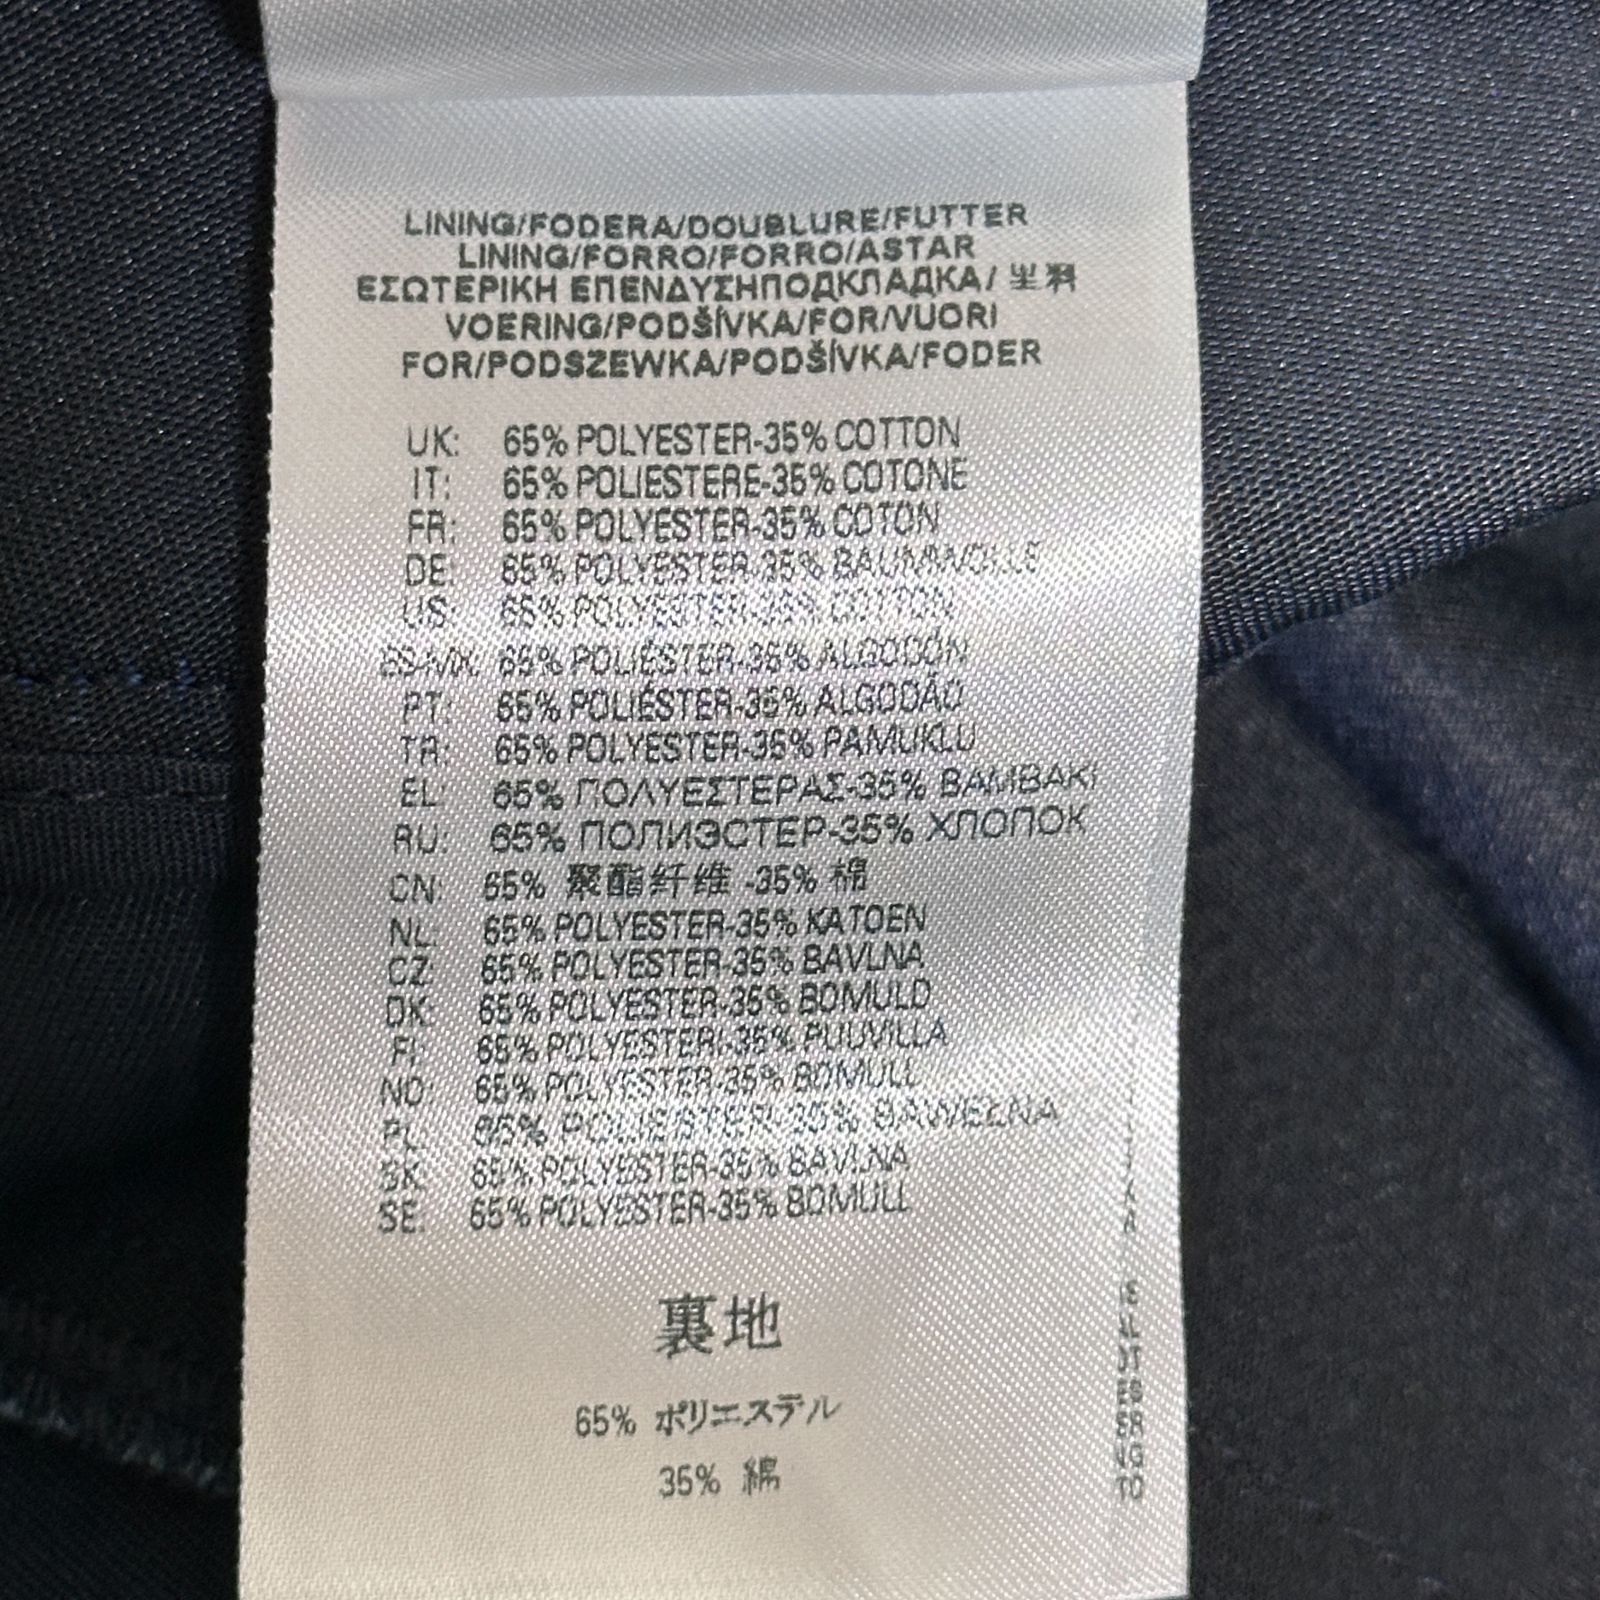 LINING/FODERA/DOUBLURE/FUTTER
LINING/FORRO/FORRO/ASTAR
ΕΣΩΤΕΡΙΚΗ ΕΠΕΝΔΥΣΗПОДКЛАДКА/
VOERING/PODŠÍVKA/FOR/VUORI
FOR/PODSZEWKA/PODŠÍVKA/FODER
UK: 65% POLYESTER-35% COTTON
IT: 65% POLIESTERE-35% COTONE
FR: 65% POLYESTER-35% COTON
DE: 65% POLYESTER-35% BAUMWOLLE
US: 65% POLYESTER-35% COTTON
ES-MX: 65% POLIÉSTER-35% ALGODÓN
PT: 65% POLIÉSTER-35% ALGODÃO
TR: 65% POLYESTER-35% PAMUKLU
EL: 65% ΠΟΛΥΕΣΤΕΡΑΣ-35% ΒΑΜΒΑΚΙ
RU: 65% ПОЛИЭСТЕР-35% ХЛОПОК
CN: 65% 聚酯纤维 -35% 棉
NL: 65% POLYESTER-35% KATOEN
CZ: 65% POLYESTER-35% BAVLNA
DK: 65% POLYESTER-35% BOMULD
FI: 65% POLYESTERI-35% PUUVILLA
NO: 65% POLYESTER-35% BOMULL
PL: 65% POLIESTER-35% BAWEŁNA
SK: 65% POLYESTER-35% BAVLNA
SE: 65% POLYESTER-35% BOMULL
裏地
65% ポリエステル
35% 綿